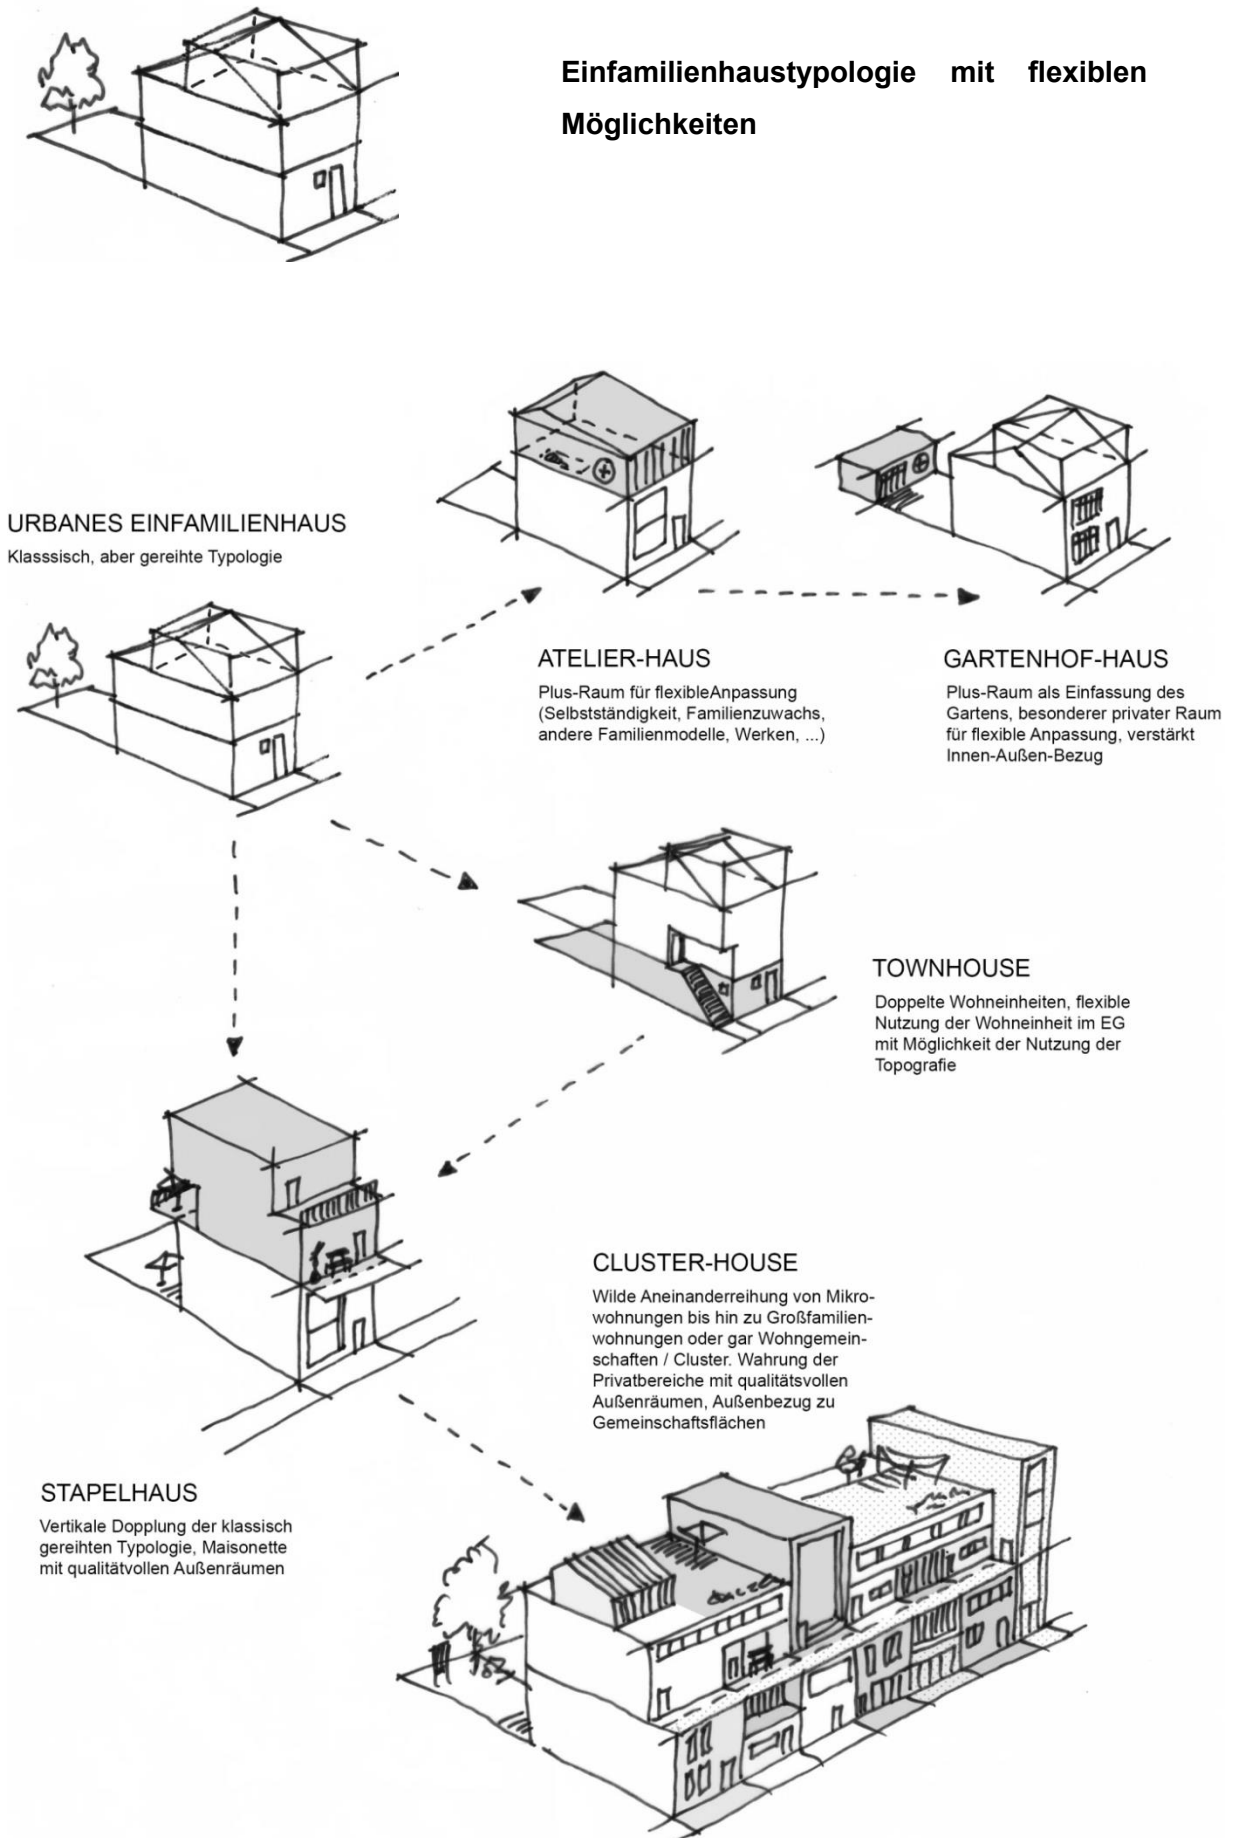 Einfamilienhaustypologie mit flexiblen
Möglichkeiten
URBANES EINFAMILIENHAUS
Klasssisch, aber gereihte Typologie
ATELIER-HAUS
Plus-Raum für flexibleAnpassung
(Selbstständigkeit, Familienzuwachs,
andere Familienmodelle, Werken, ...)
GARTENHOF-HAUS
Plus-Raum als Einfassung des
Gartens, besonderer privater Raum
für flexible Anpassung, verstärkt
Innen-Außen-Bezug
TOWNHOUSE
Doppelte Wohneinheiten, flexible
Nutzung der Wohneinheit im EG
mit Möglichkeit der Nutzung der
Topografie
CLUSTER-HOUSE
Wilde Aneinanderreihung von Mikro-
wohnungen bis hin zu Großfamilien-
wohnungen oder gar Wohngemein-
schaften / Cluster. Wahrung der
Privatbereiche mit qualitätsvollen
Außenräumen, Außenbezug zu
Gemeinschaftsflächen
STAPELHAUS
Vertikale Dopplung der klassisch
gereihten Typologie, Maisonette
mit qualitätvollen Außenräumen